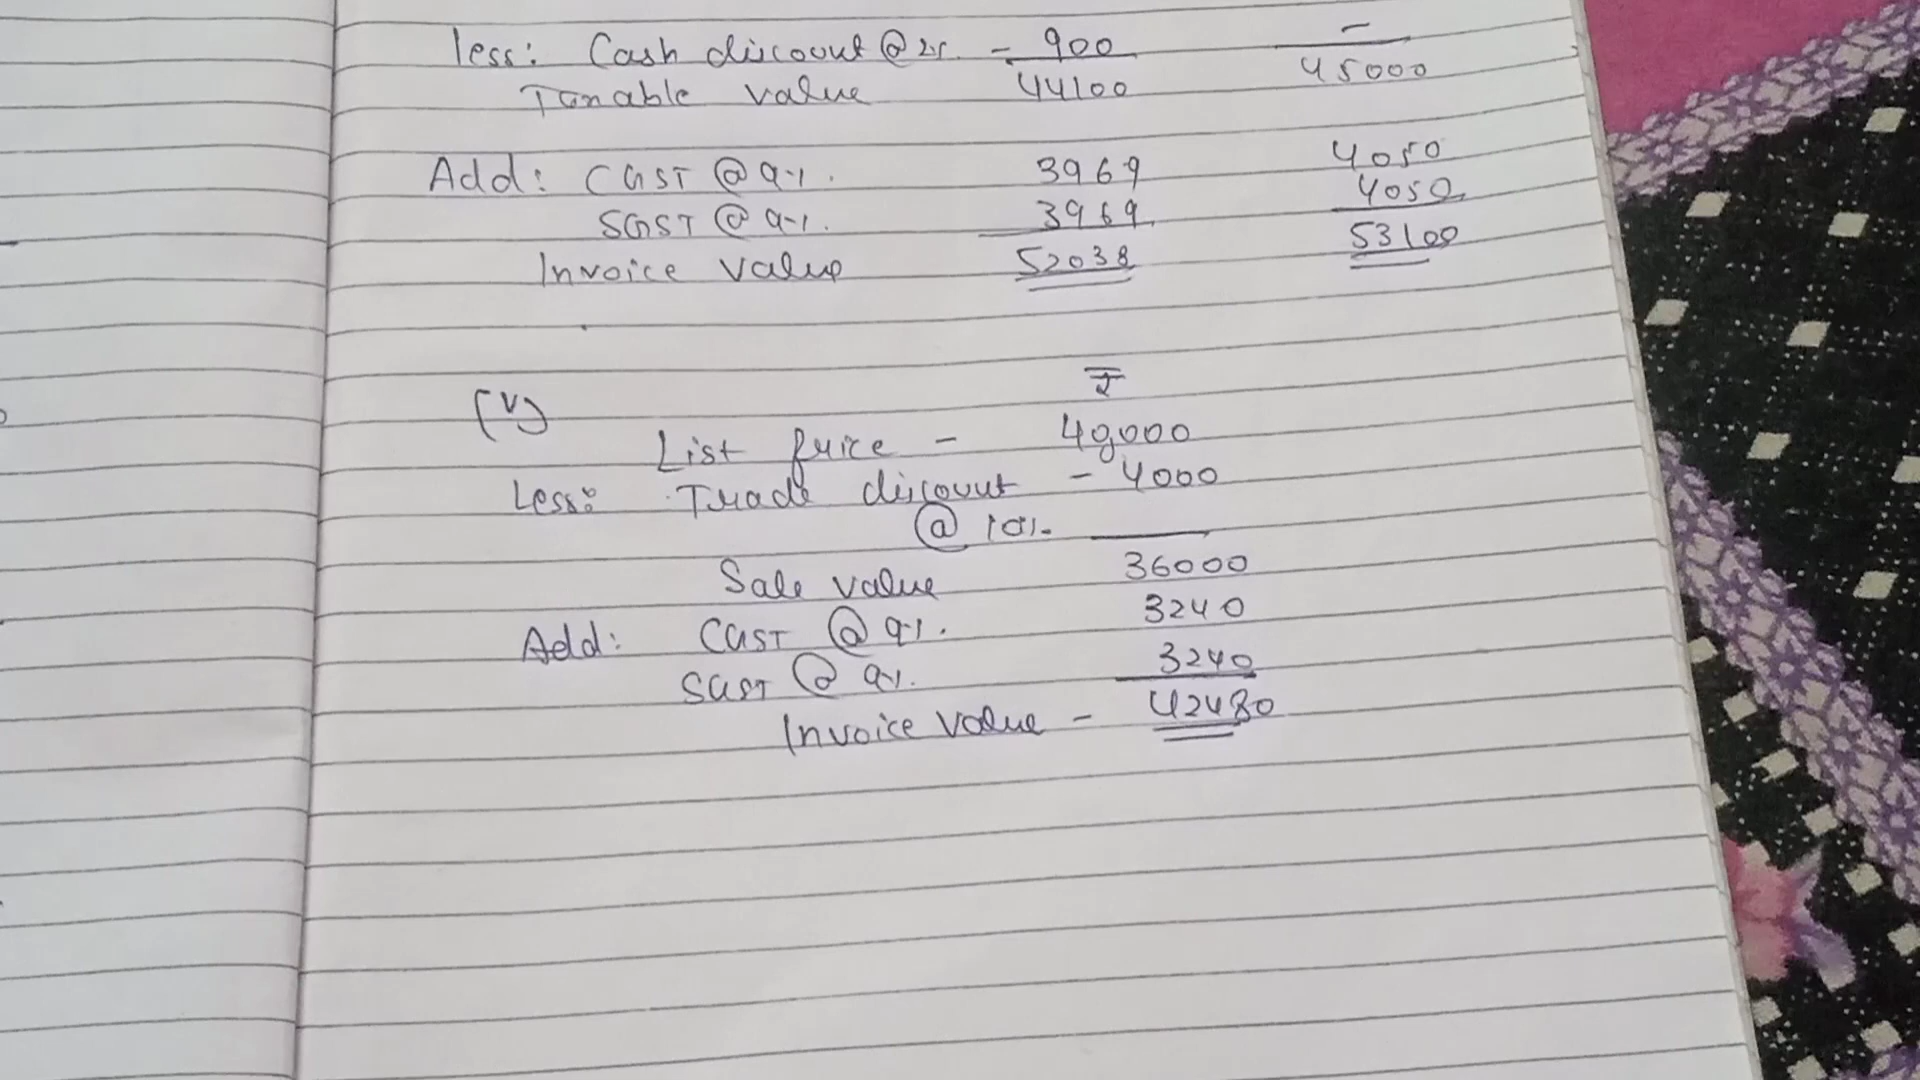 less: Cash discount @ 2%. - 900 -
Taxable value 44100 45000
Add: CGST @ 9%. 3969 4050
SGST @ 9%. 3969 4050
Invoice value 52038 53100
(v) ₹
List price - 40,000
Less: Trade discount - 4000
@ 10%.
Sale value 36000
Add: CGST @ 9%. 3240
SGST @ 9%. 3240
Invoice value - 42480